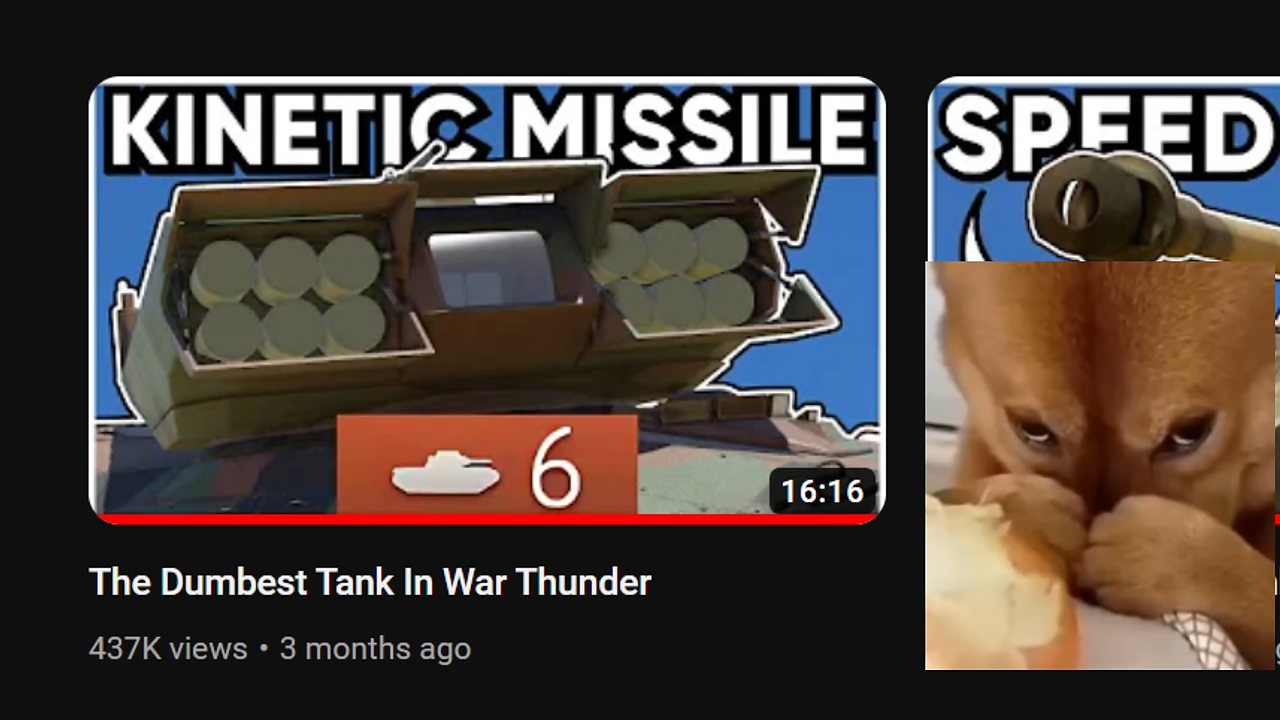 KINETIC MISSILE
SPEED
6
16:16
The Dumbest Tank In War Thunder
437K views • 3 months ago